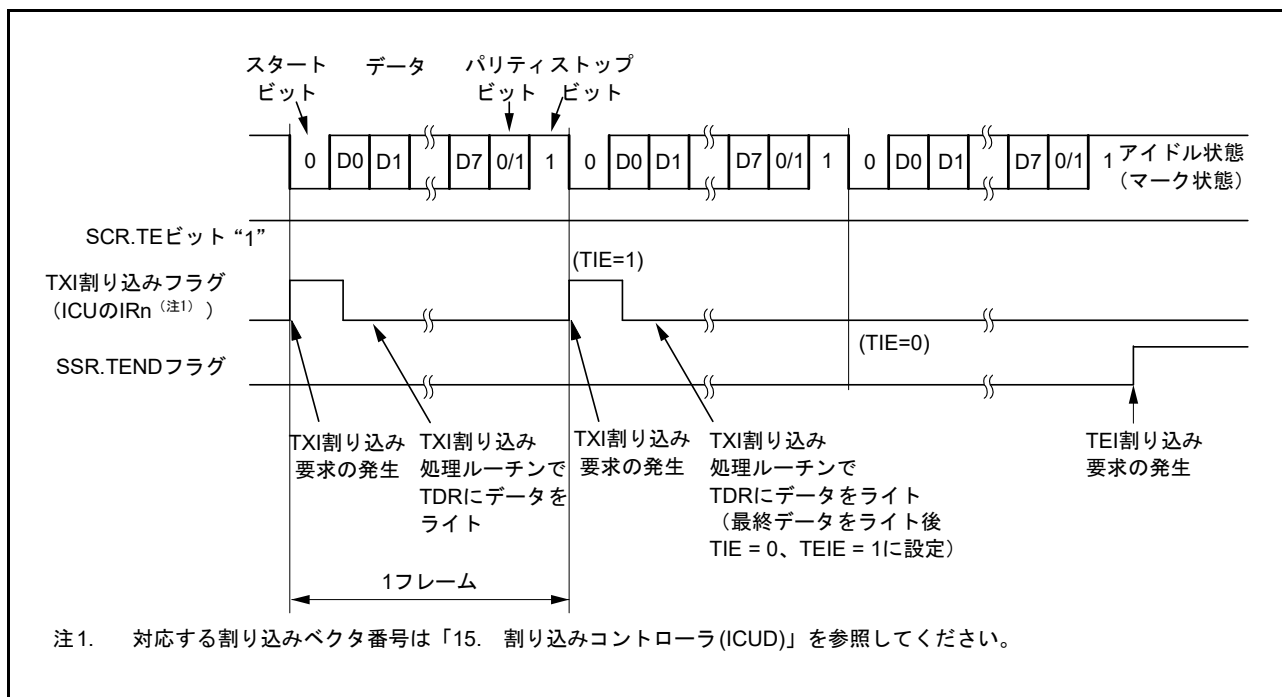 スタート
ビット
データ
パリティ
ビット
ストップ
ビット
0 D0 D1 D7 0/1 1 0 D0 D1 D7 0/1 1 0 D0 D1 D7 0/1 1 アイドル状態
（マーク状態）
SCR.TEビット “1”
TXI割り込みフラグ
（ICUのIRn（注1））
(TIE=1)
(TIE=0)
SSR.TENDフラグ
TXI割り込み
要求の発生
TXI割り込み
処理ルーチンで
TDRにデータを
ライト
TXI割り込み
要求の発生
TXI割り込み
処理ルーチンで
TDRにデータをライト
（最終データをライト後
TIE = 0、TEIE = 1に設定）
TEI割り込み
要求の発生
1フレーム
注1. 対応する割り込みベクタ番号は「15. 割り込みコントローラ(ICUD)」を参照してください。